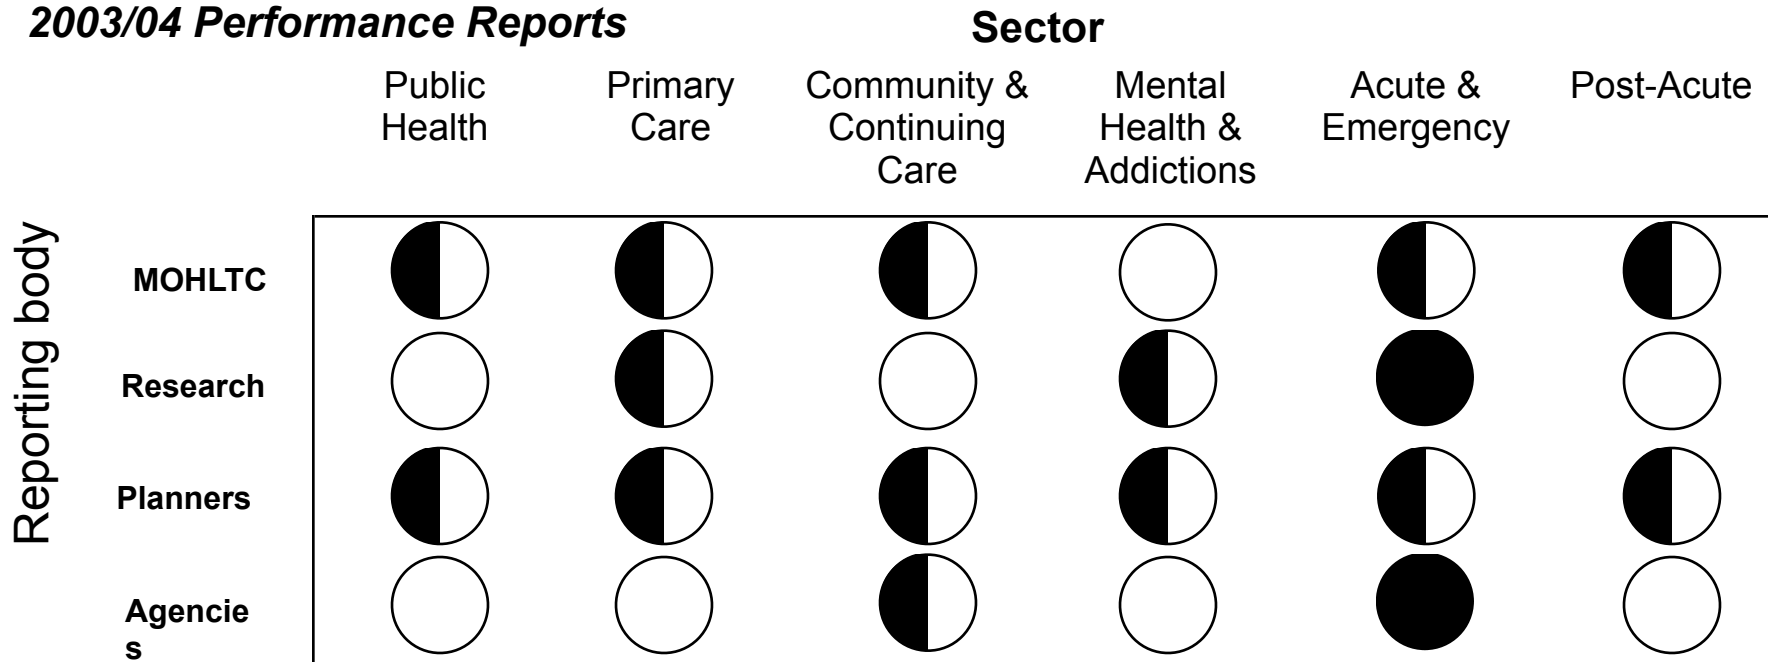 2003/04 Performance Reports
Sector
Public
Health
Primary
Care
Community &
Continuing
Care
Mental
Health &
Addictions
Acute &
Emergency
Post-Acute
Reporting body
MOHLTC
Research
Planners
Agencie
s